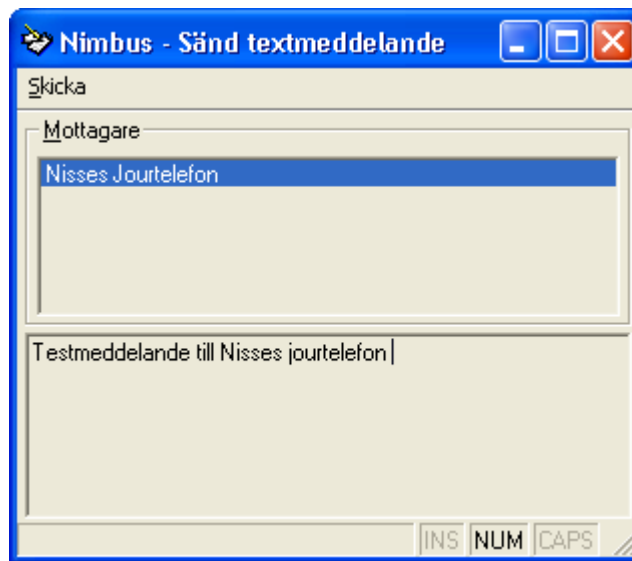 Nimbus - Sänd textmeddelande
Skicka
Mottagare
Nisses Jourtelefon
Testmeddelande till Nisses jourtelefon
INS NUM CAPS